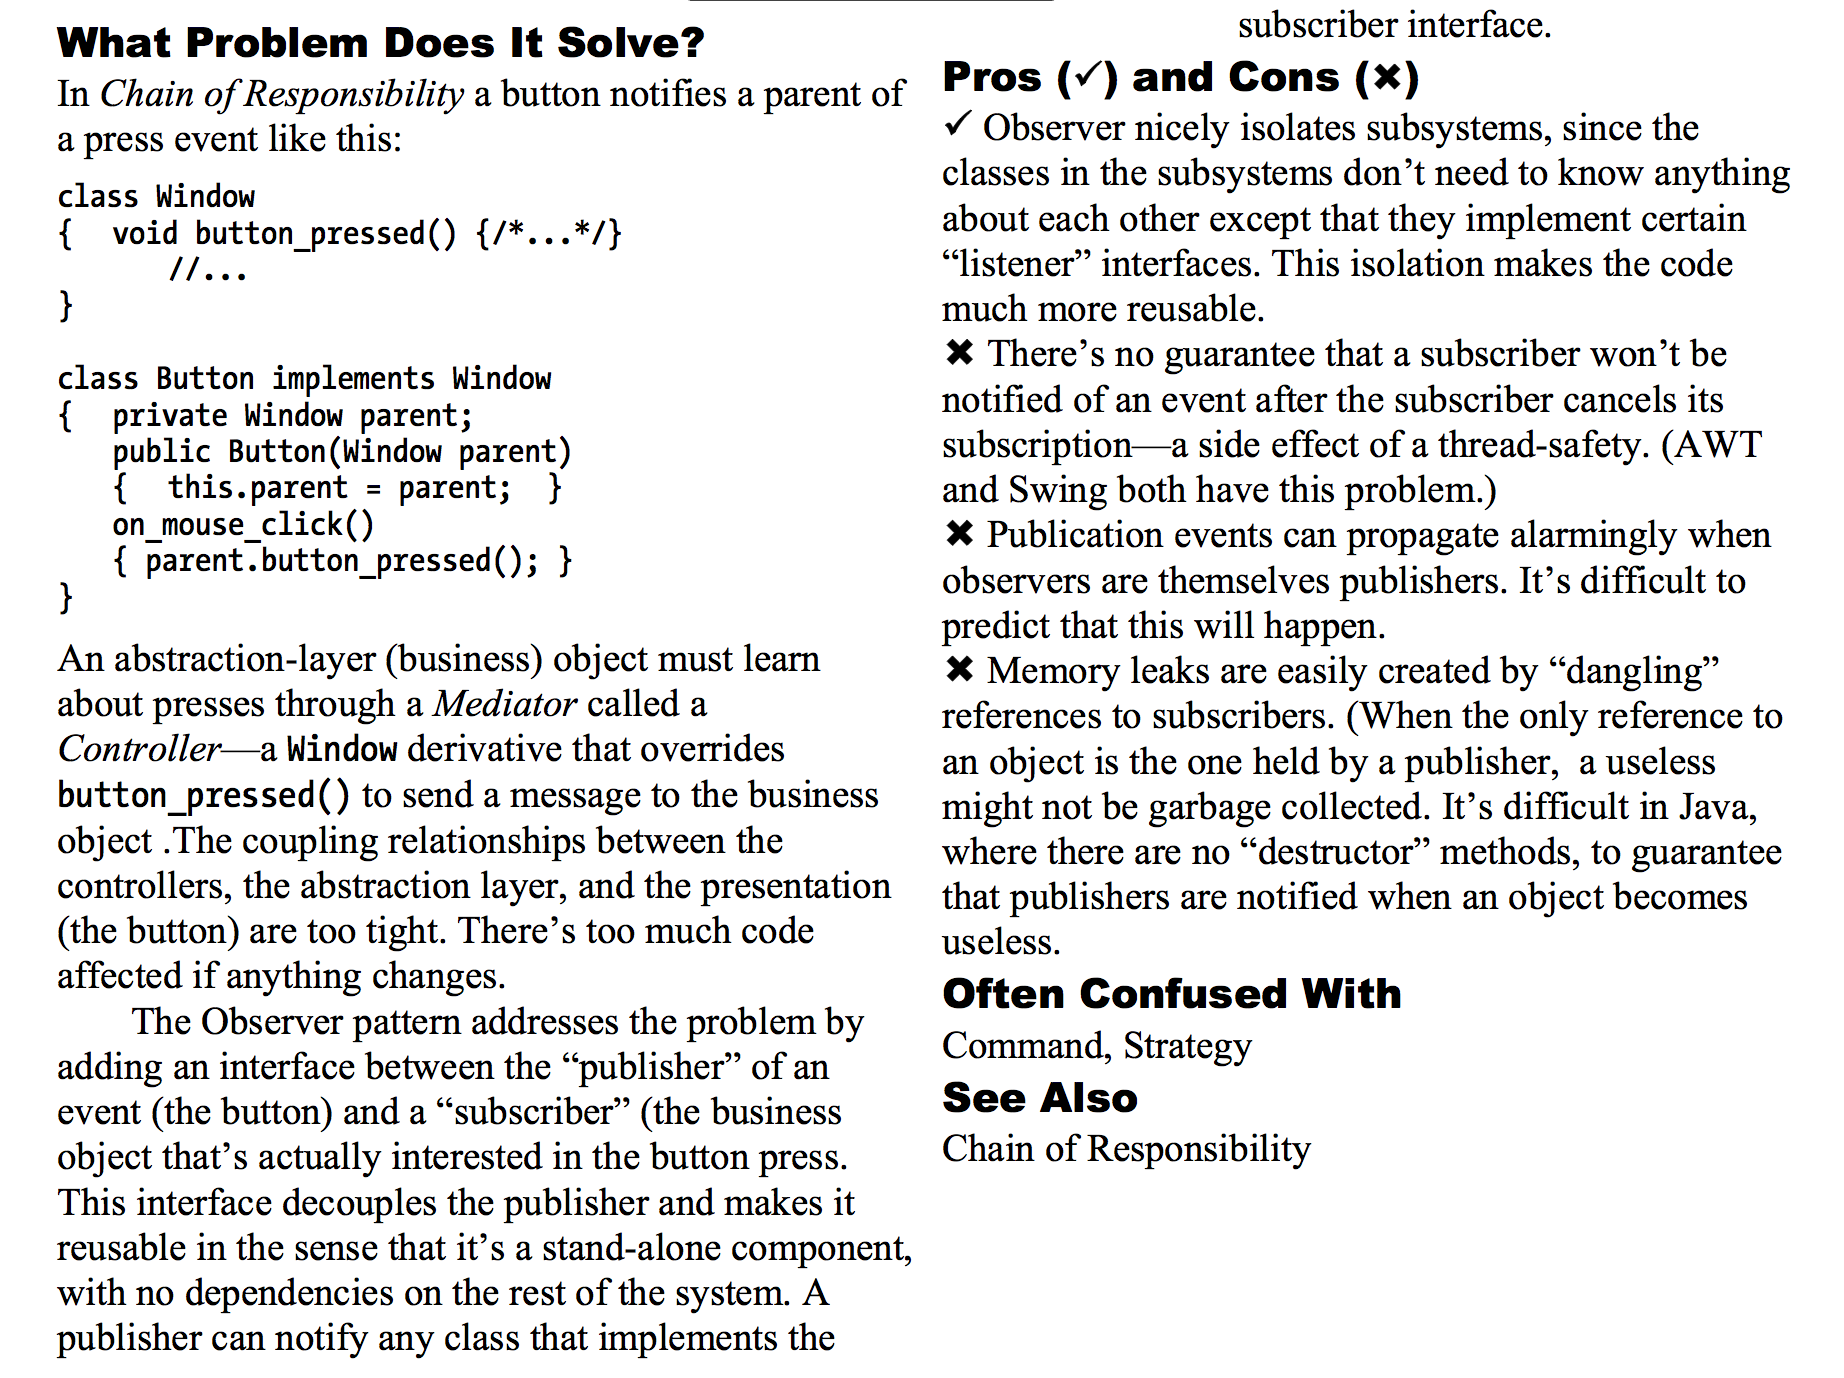 What Problem Does It Solve?
In Chain of Responsibility a button notifies a parent of
a press event like this:
class Window
{ void button_pressed() {/*...*/}
//...
}
class Button implements Window
{ private Window parent;
public Button(Window parent)
{ this.parent = parent; }
on_mouse_click()
{ parent.button_pressed(); }
}
An abstraction-layer (business) object must learn
about presses through a Mediator called a
Controller—a Window derivative that overrides
button_pressed() to send a message to the business
object .The coupling relationships between the
controllers, the abstraction layer, and the presentation
(the button) are too tight. There’s too much code
affected if anything changes.
The Observer pattern addresses the problem by
adding an interface between the “publisher” of an
event (the button) and a “subscriber” (the business
object that’s actually interested in the button press.
This interface decouples the publisher and makes it
reusable in the sense that it’s a stand-alone component,
with no dependencies on the rest of the system. A
publisher can notify any class that implements the
subscriber interface.
Pros (✓) and Cons (✖)
✓ Observer nicely isolates subsystems, since the
classes in the subsystems don’t need to know anything
about each other except that they implement certain
“listener” interfaces. This isolation makes the code
much more reusable.
✖ There’s no guarantee that a subscriber won’t be
notified of an event after the subscriber cancels its
subscription—a side effect of a thread-safety. (AWT
and Swing both have this problem.)
✖ Publication events can propagate alarmingly when
observers are themselves publishers. It’s difficult to
predict that this will happen.
✖ Memory leaks are easily created by “dangling”
references to subscribers. (When the only reference to
an object is the one held by a publisher, a useless
might not be garbage collected. It’s difficult in Java,
where there are no “destructor” methods, to guarantee
that publishers are notified when an object becomes
useless.
Often Confused With
Command, Strategy
See Also
Chain of Responsibility